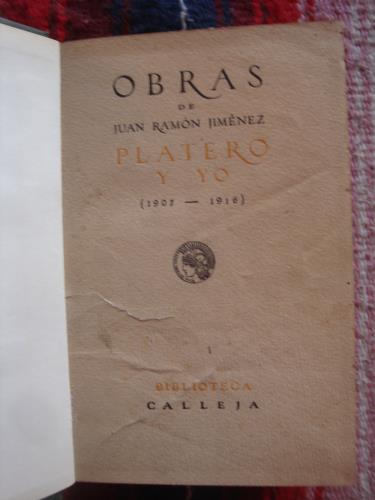 OBRAS
DE
JUAN RAMÓN JIMÉNEZ
PLATERO
Y YO
(1907 — 1916)
1
BIBLIOTECA
CALLEJA